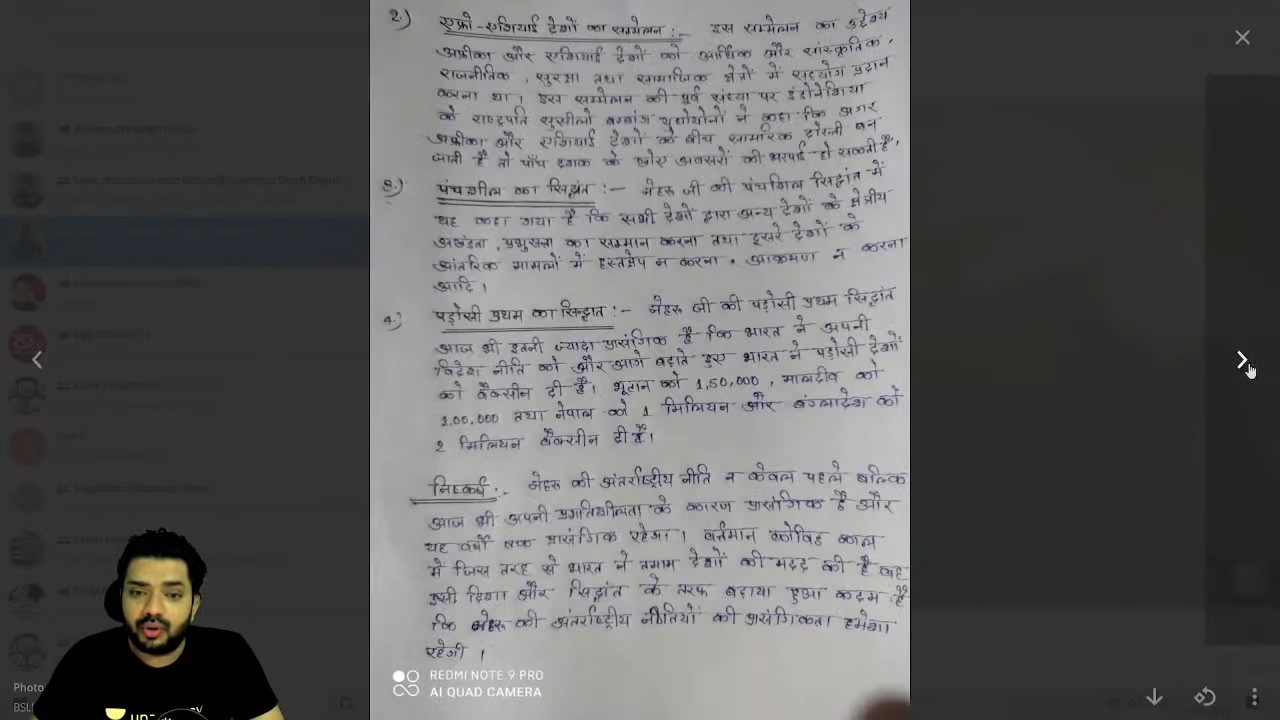 2.) एफ्रो-एशियाई देशों का सम्मेलन :- इस सम्मेलन का उद्देश्य
अफ्रीका और एशियाई देशों को आर्थिक और सांस्कृतिक,
राजनीतिक, सुरक्षा तथा सामाजिक क्षेत्रों में सहयोग प्रदान
करना था। इस सम्मेलन की पूर्व संध्या पर इंडोनेशिया
के राष्ट्रपति सुसीलो बम्बांग युधोयोनो ने कहा कि अगर
अफ्रीका और एशियाई देशों के बीच सामरिक दोस्ती बन
जाती है तो पाँच दशक के खोए अवसरों की भरपाई हो सकती है,
3.) पंचशील का सिद्धांत :- नेहरू जी की पंचशिल सिद्धांत में
यह कहा गया है कि सभी देशों द्वारा अन्य देशों के क्षेत्रीय
अखंडता, प्रभुसत्ता का सम्मान करना तथा दूसरे देशों के
आंतरिक मामलों में हस्तक्षेप न करना, आक्रमण न करना
आदि।
4.) पड़ोसी प्रथम का सिद्धांत :- नेहरू जी की पड़ोसी प्रथम सिद्धांत
आज भी इतनी ज्यादा प्रासंगिक है कि भारत ने अपनी
विदेश नीति को और आगे बढ़ाते हुए भारत ने पड़ोसी देशों
को वैक्सीन दी है। भूटान को 1,50,000, मालदीव को
1,00,000 तथा नेपाल को 1 मिलियन और बंग्लादेश को
2 मिलियन वैक्सीन दी है।
निष्कर्ष :- नेहरू की अंतर्राष्ट्रीय नीति न केवल पहले बल्कि
आज भी अपनी प्रगतिशीलता के कारण प्रासंगिक है और
यह वर्षों तक प्रासंगिक रहेगा। वर्तमान कोविड काल
में जिस तरह से भारत ने तमाम देशों की मदद की है वह
इसी दिशा और सिद्धांत के तरफ बढ़ाया हुआ कदम है
कि नेहरू की अंतर्राष्ट्रीय नीतियों की प्रासंगिकता हमेशा
रहेगी।
REDMI NOTE 9 PRO
AI QUAD CAMERA
Photo